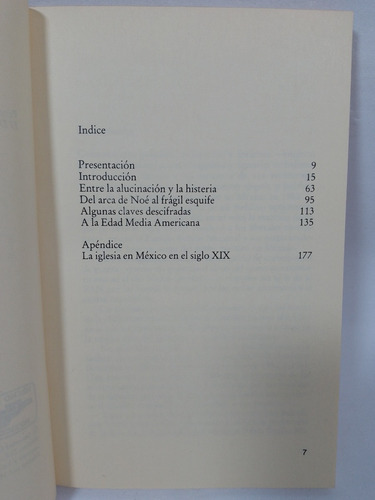 Indice
Presentación 9
Introducción 15
Entre la alucinación y la histeria 63
Del arca de Noé al frágil esquife 95
Algunas claves descifradas 113
A la Edad Media Americana 135
Apéndice
La iglesia en México en el siglo XIX 177
7